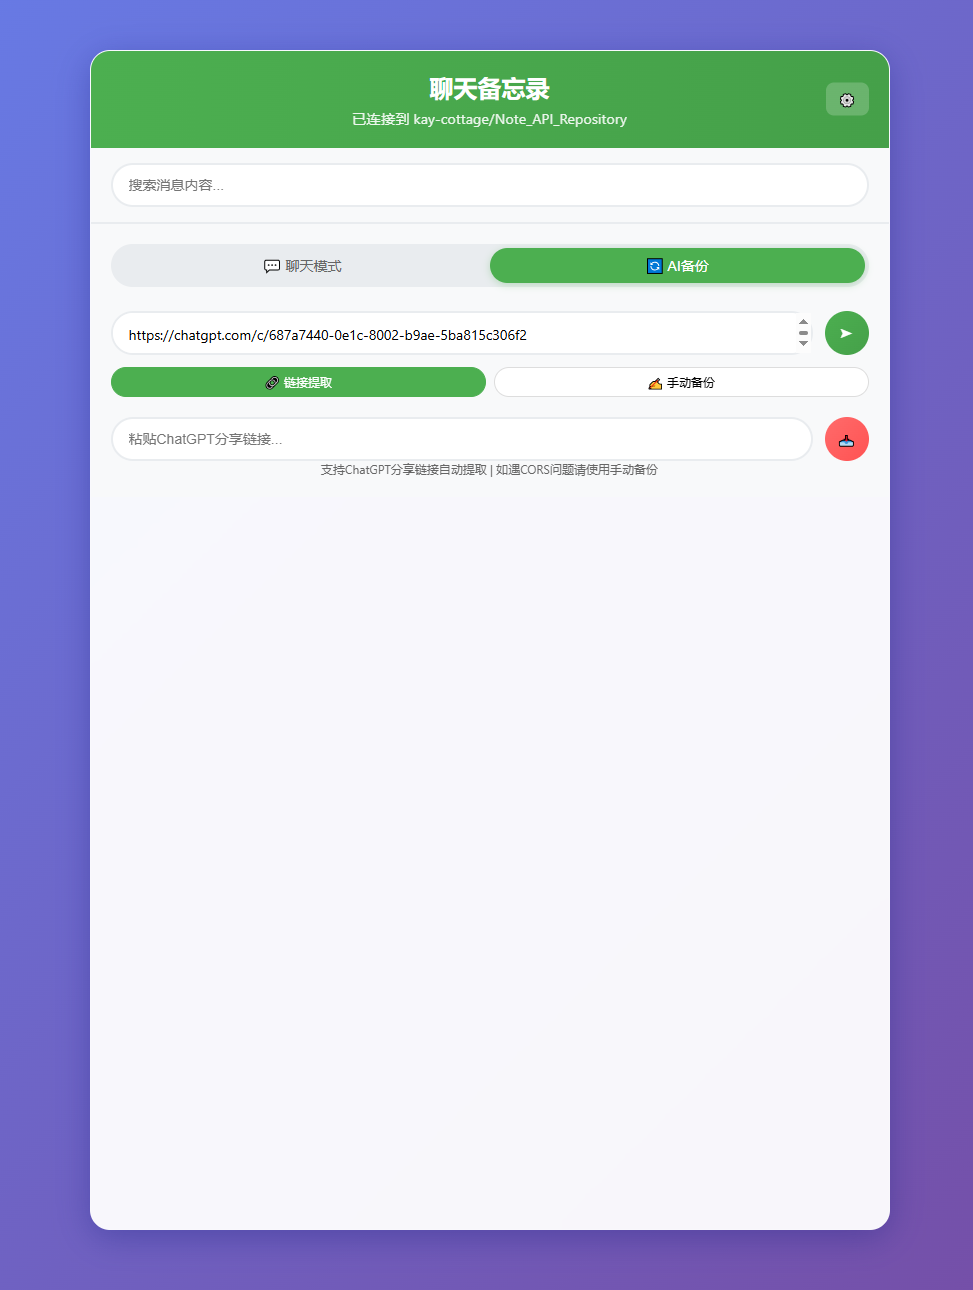 聊天备忘录
已连接到 kay-cottage/Note_API_Repository
搜索消息内容...
聊天模式
AI备份
https://chatgpt.com/c/687a7440-0e1c-8002-b9ae-5ba815c306f2
链接提取
手动备份
粘贴ChatGPT分享链接...
支持ChatGPT分享链接自动提取 | 如遇CORS问题请使用手动备份